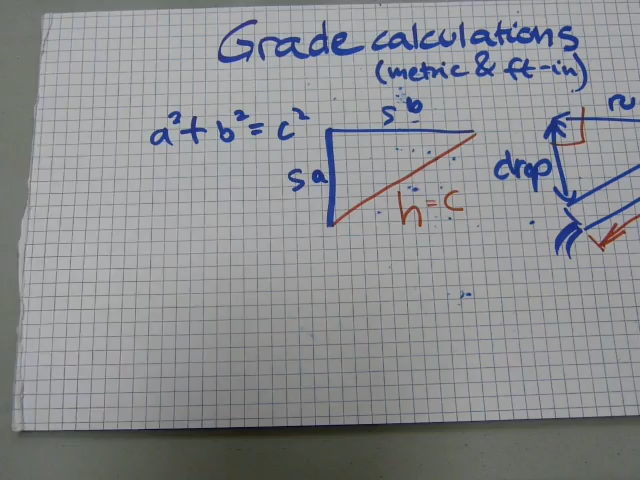 Grade calculations
(metric & ft-in)
a² + b² = c²
s b
s a
h = c
drop